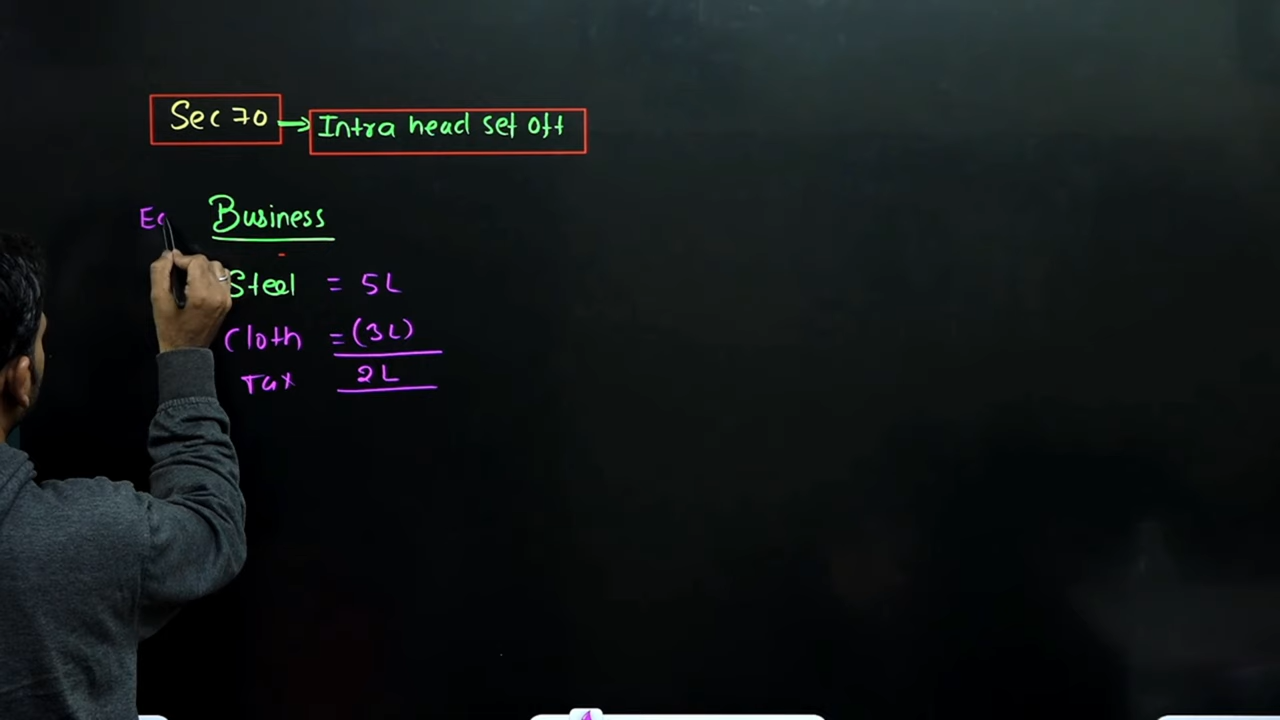 Sec 70 → Intra head set off
Business
Steel = 5L
Cloth = (3L)
Tax 2L